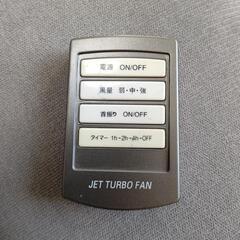 電源 ON/OFF
風量 弱・中・強
首振り ON/OFF
タイマー 1h・2h・4h・OFF
JET TURBO FAN